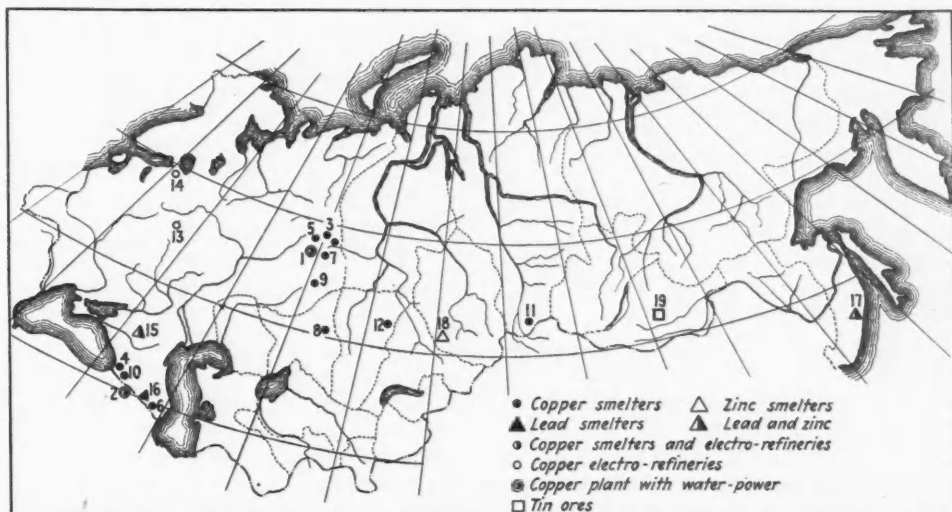 14
13
5 3
1 7
9
8
12
18
11
19
17
15
4
10
2
16
6
Copper smelters Zinc smelters
Lead smelters Lead and zinc
Copper smelters and electro-refineries
Copper electro-refineries
Copper plant with water-power
Tin ores